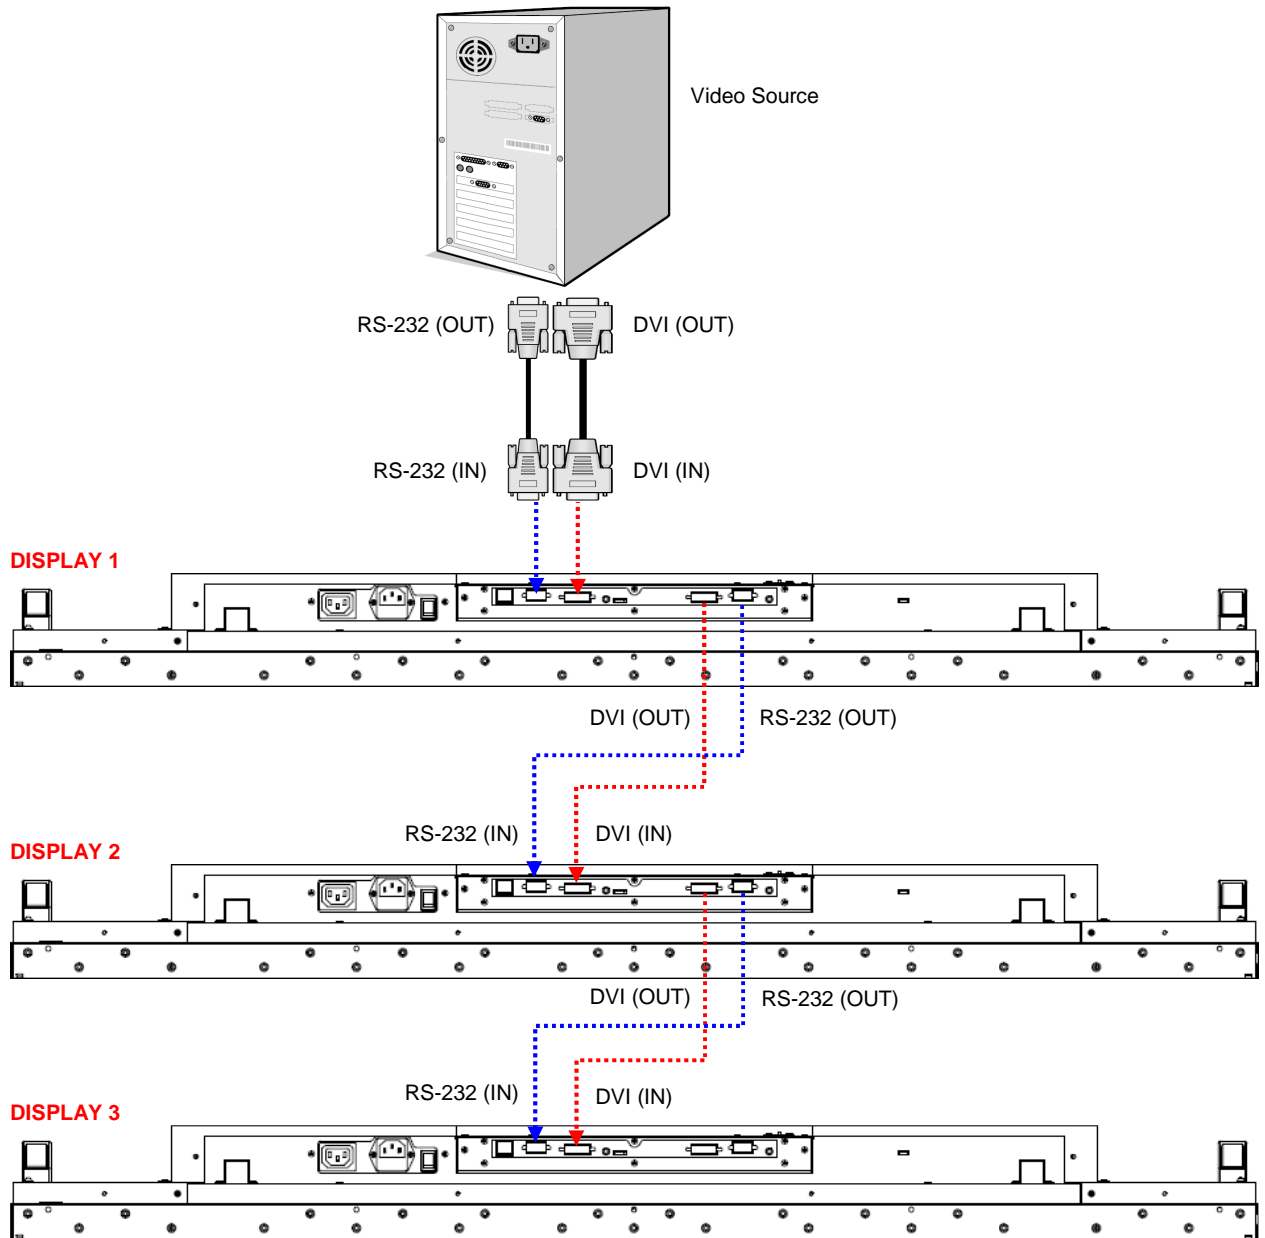 Video Source
RS-232 (OUT)
DVI (OUT)
RS-232 (IN)
DVI (IN)
DISPLAY 1
DVI (OUT)
RS-232 (OUT)
RS-232 (IN)
DVI (IN)
DISPLAY 2
DVI (OUT)
RS-232 (OUT)
RS-232 (IN)
DVI (IN)
DISPLAY 3